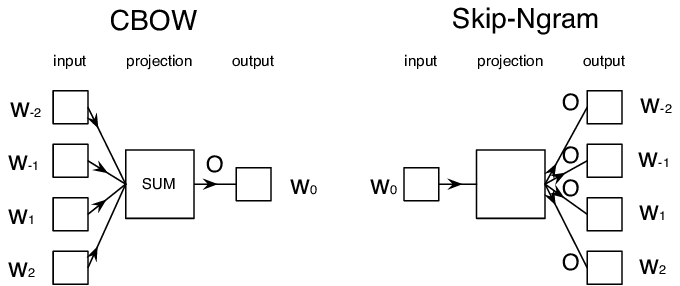 CBOW
input projection output
w-2
w-1
w1
w2
SUM
O
w0
Skip-Ngram
input projection output
w0
O
O
O
O
w-2
w-1
w1
w2